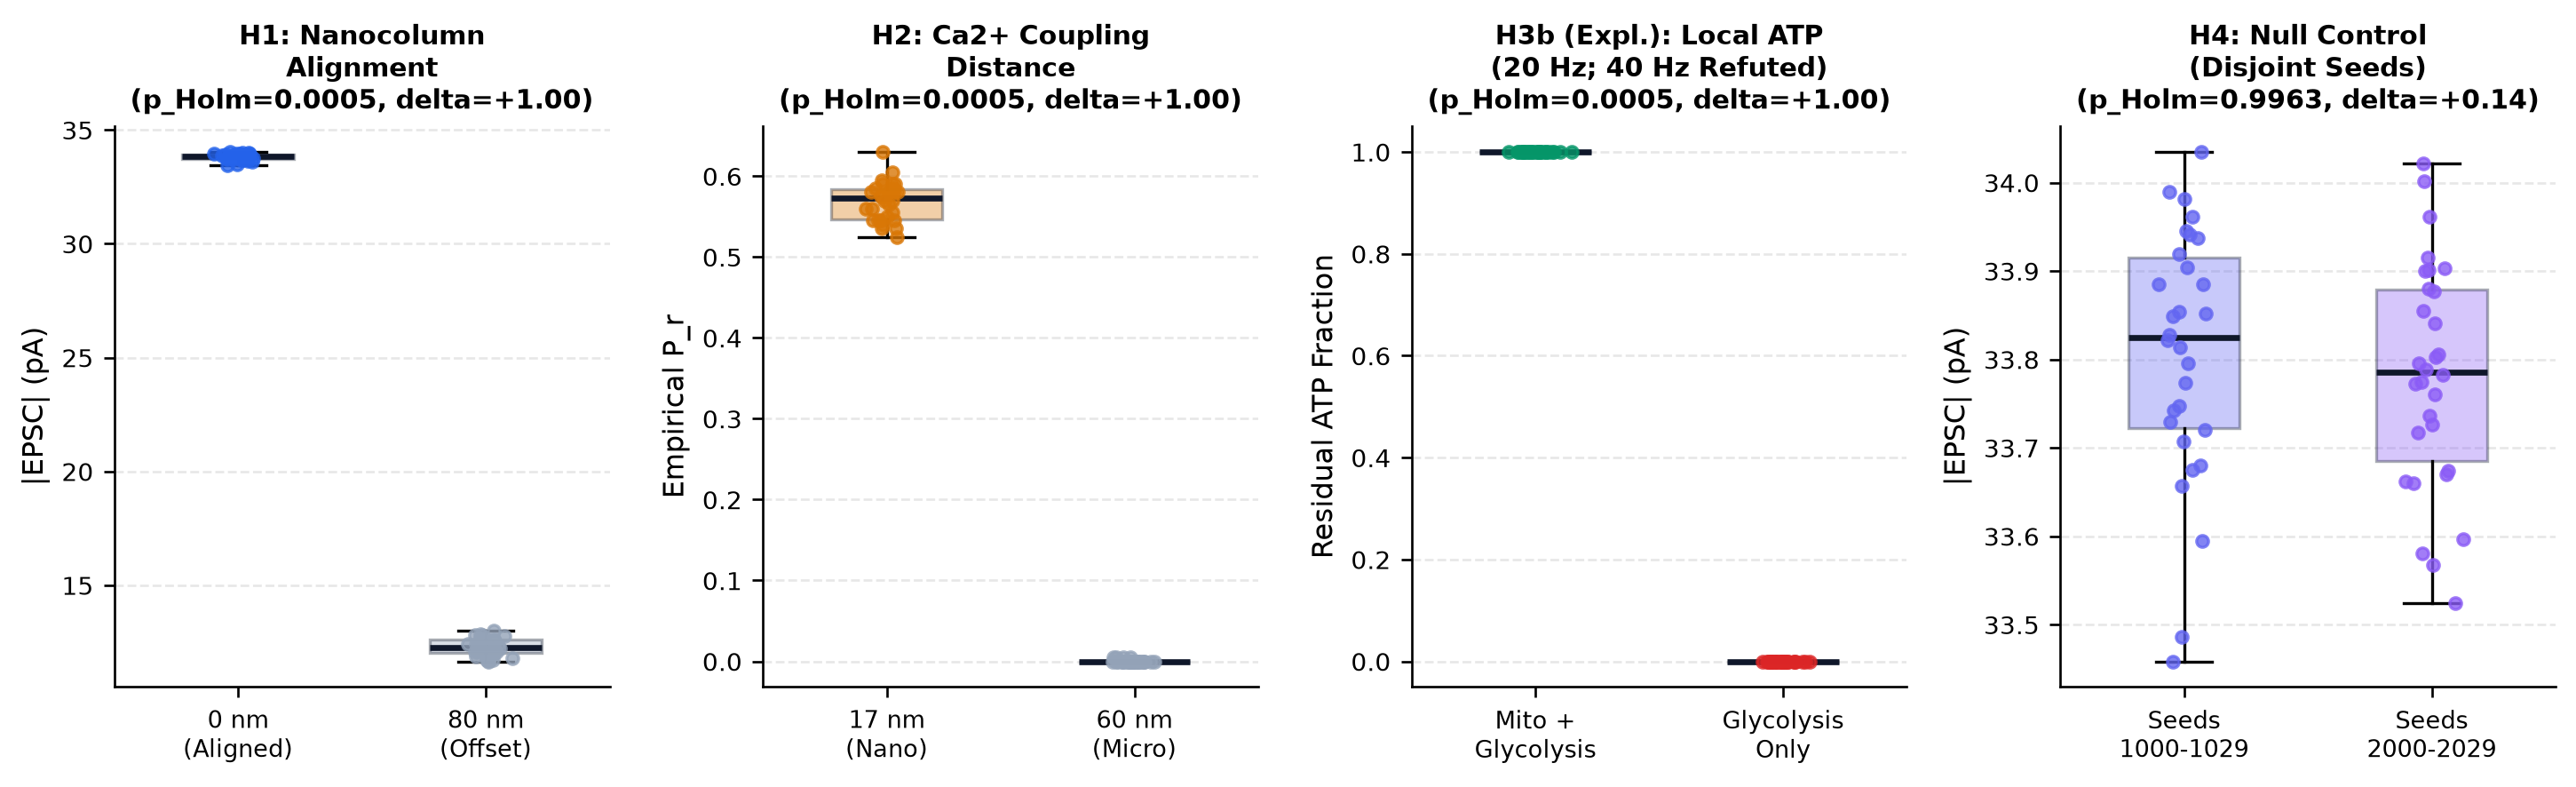 H1: Nanocolumn
Alignment
(p_Holm=0.0005, delta=+1.00)
|EPSC| (pA)
35
30
25
20
15
0 nm
(Aligned)
80 nm
(Offset)
H2: Ca2+ Coupling
Distance
(p_Holm=0.0005, delta=+1.00)
Empirical P_r
0.6
0.5
0.4
0.3
0.2
0.1
0.0
17 nm
(Nano)
60 nm
(Micro)
H3b (Expl.): Local ATP
(20 Hz; 40 Hz Refuted)
(p_Holm=0.0005, delta=+1.00)
Residual ATP Fraction
1.0
0.8
0.6
0.4
0.2
0.0
Mito +
Glycolysis
Glycolysis
Only
H4: Null Control
(Disjoint Seeds)
(p_Holm=0.9963, delta=+0.14)
|EPSC| (pA)
34.0
33.9
33.8
33.7
33.6
33.5
Seeds
1000-1029
Seeds
2000-2029